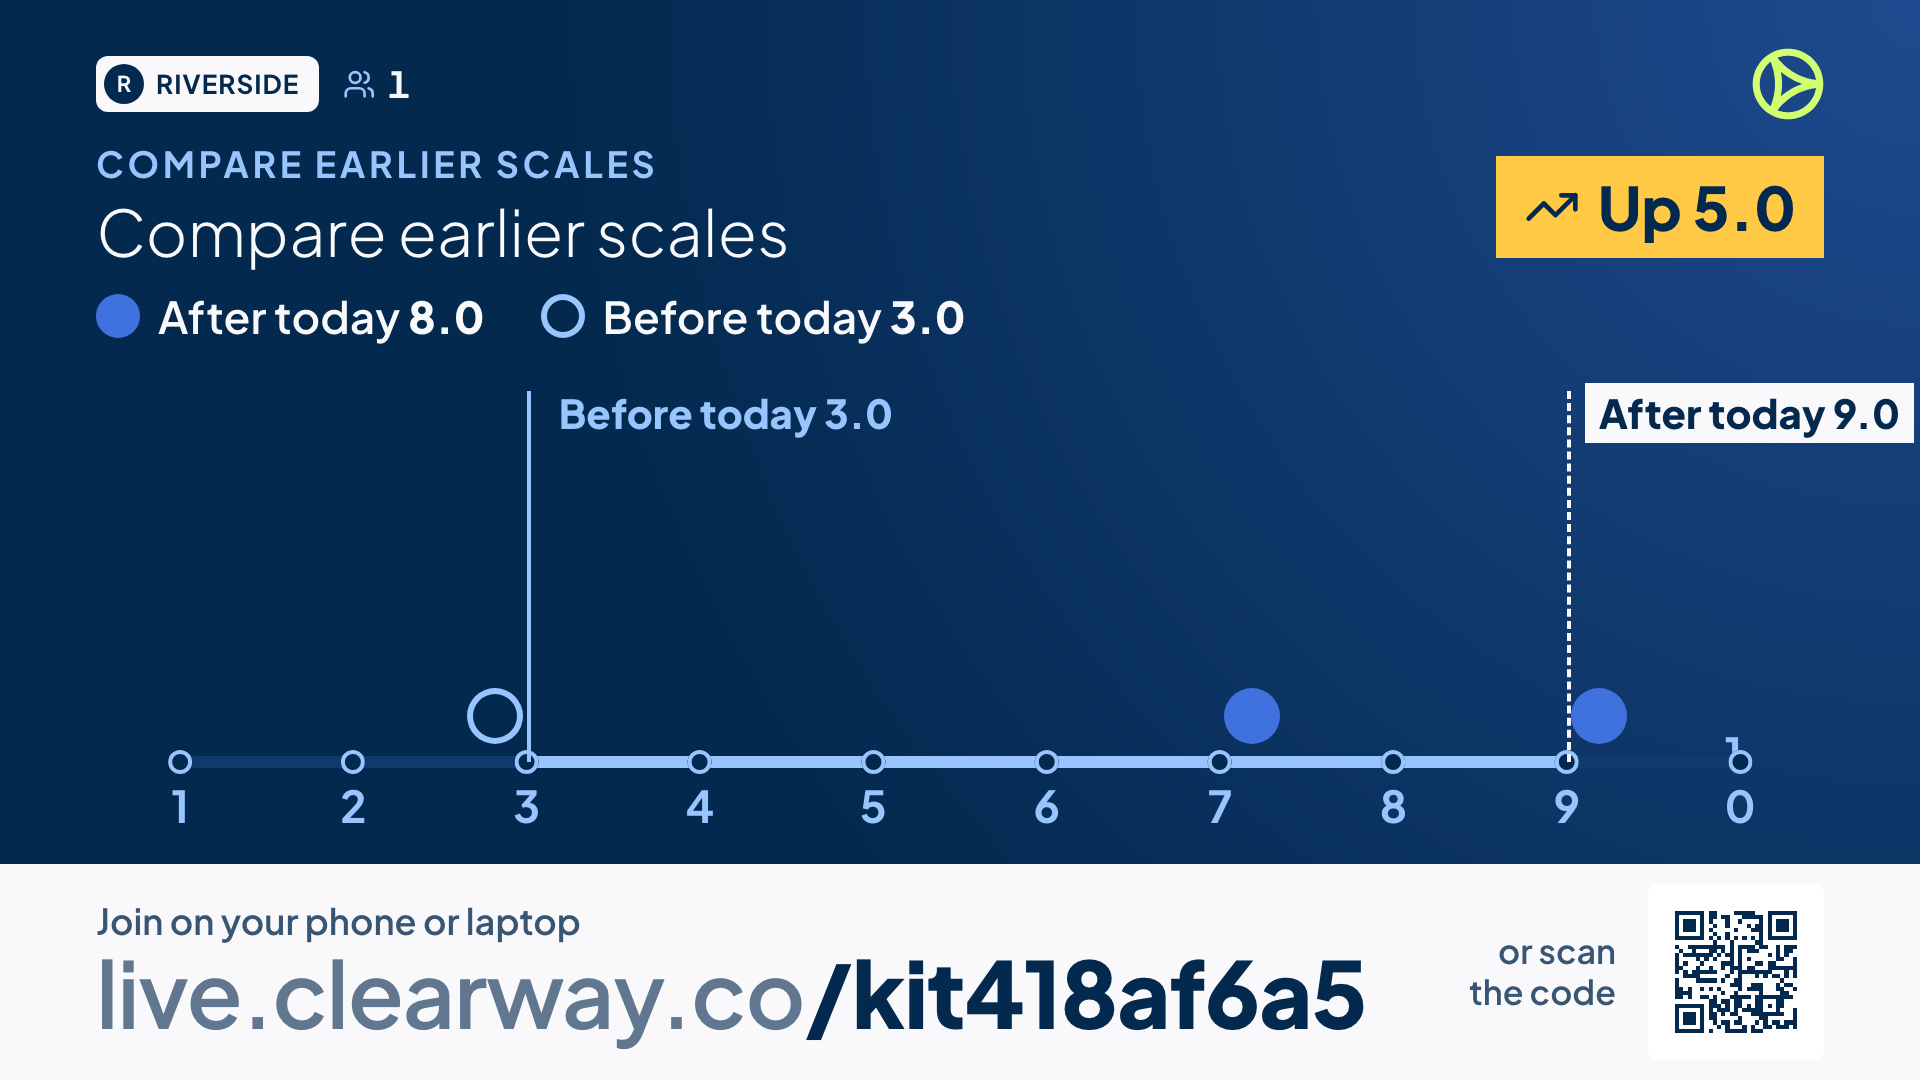 R RIVERSIDE 1
COMPARE EARLIER SCALES
Compare earlier scales
Up 5.0
After today 8.0 Before today 3.0
Before today 3.0
After today 9.0
1 2 3 4 5 6 7 8 9 10
Join on your phone or laptop
live.clearway.co/kit418af6a5
or scan
the code